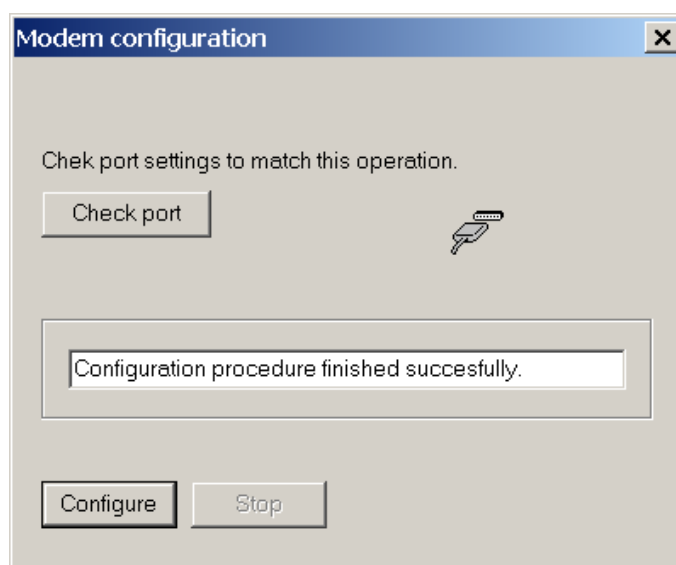 Modem configuration
Chek port settings to match this operation.
Check port
Configuration procedure finished succesfully.
Configure Stop